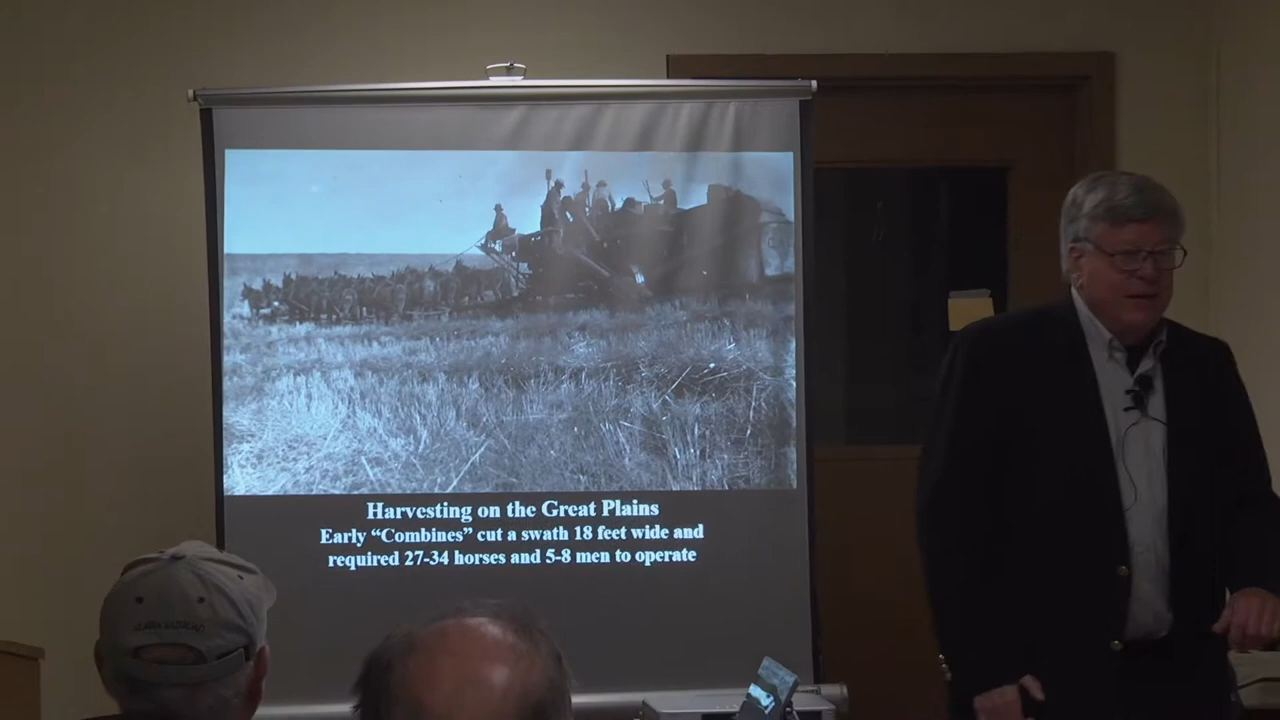 Harvesting on the Great Plains
Early “Combines” cut a swath 18 feet wide and
required 27-34 horses and 5-8 men to operate